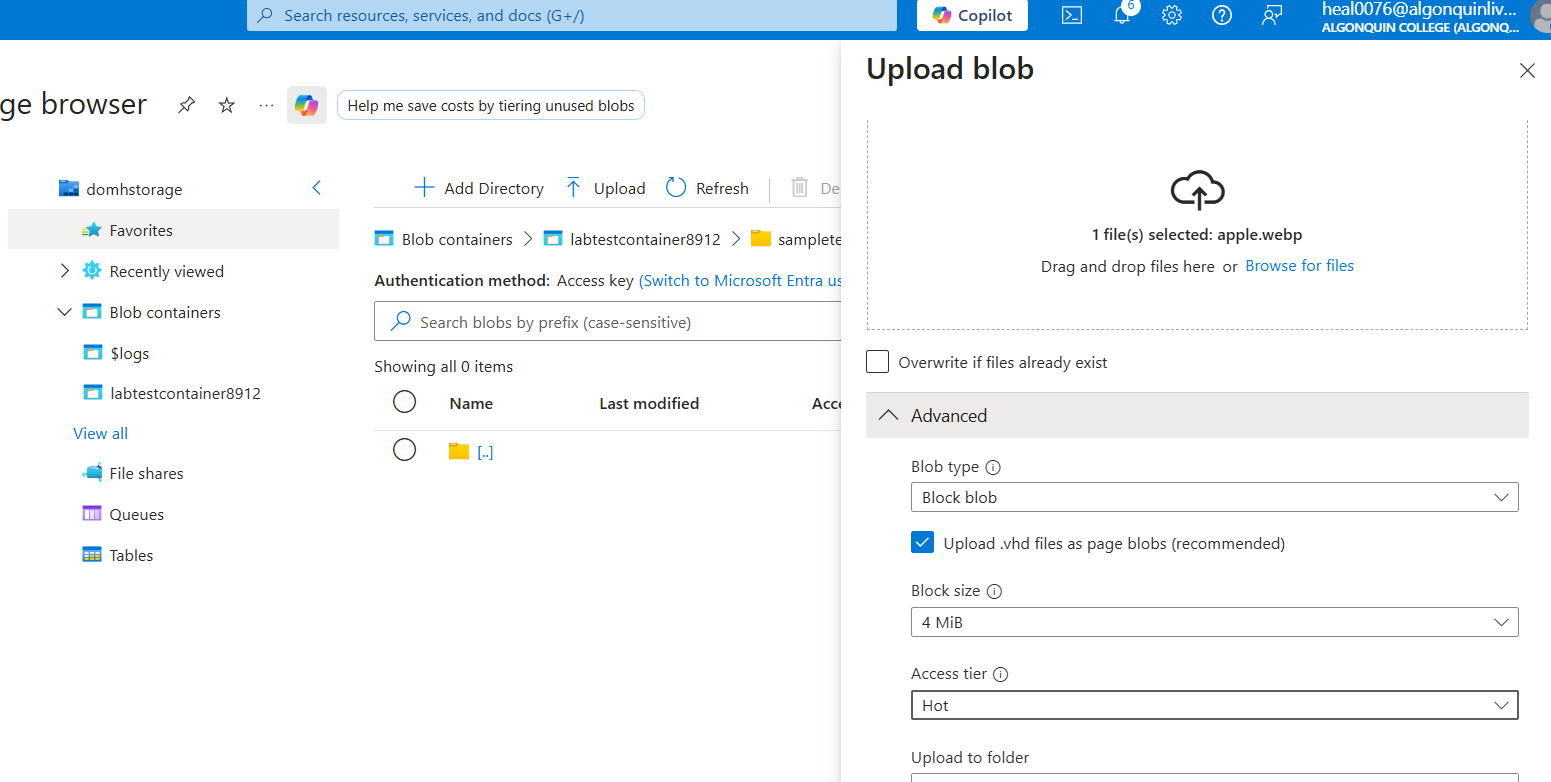 Search resources, services, and docs (G+/)
Copilot
6
heal0076@algonquinliv...
ALGONQUIN COLLEGE (ALGONQ...
ge browser
...
Help me save costs by tiering unused blobs
domhstorage
Favorites
Recently viewed
Blob containers
$logs
labtestcontainer8912
View all
File shares
Queues
Tables
Add Directory
Upload
Refresh
De
Blob containers > labtestcontainer8912 > samplete
Authentication method: Access key (Switch to Microsoft Entra us
Search blobs by prefix (case-sensitive)
Showing all 0 items
Name Last modified Acce
[..]
Upload blob
1 file(s) selected: apple.webp
Drag and drop files here or Browse for files
Overwrite if files already exist
Advanced
Blob type
Block blob
Upload .vhd files as page blobs (recommended)
Block size
4 MiB
Access tier
Hot
Upload to folder